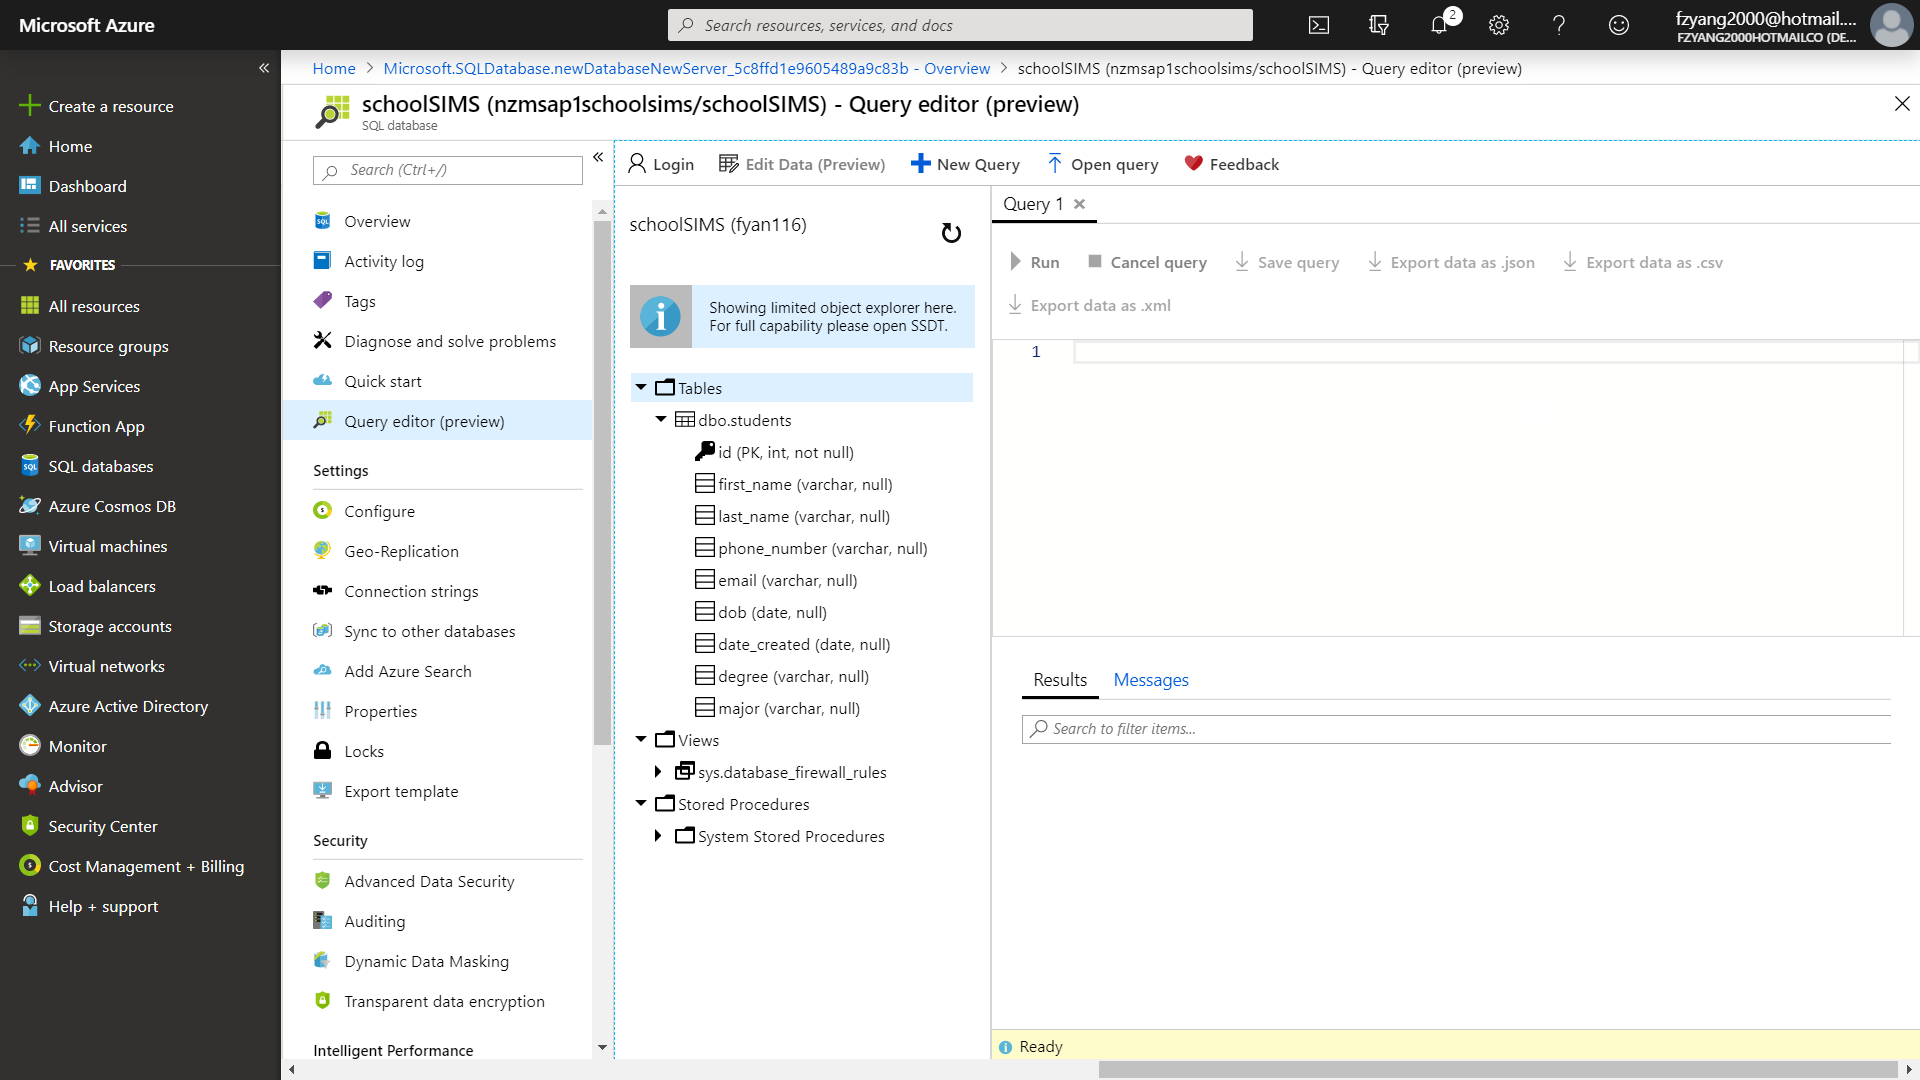 Microsoft Azure
Search resources, services, and docs
2
fzyang2000@hotmail....
FZYANG2000HOTMAILCO (DE...
Create a resource
Home
Dashboard
All services
FAVORITES
All resources
Resource groups
App Services
Function App
SQL databases
Azure Cosmos DB
Virtual machines
Load balancers
Storage accounts
Virtual networks
Azure Active Directory
Monitor
Advisor
Security Center
Cost Management + Billing
Help + support
Home > Microsoft.SQLDatabase.newDatabaseNewServer_5c8ffd1e9605489a9c83b - Overview > schoolSIMS (nzmsap1schoolsims/schoolSIMS) - Query editor (preview)
schoolSIMS (nzmsap1schoolsims/schoolSIMS) - Query editor (preview)
SQL database
Search (Ctrl+/)
Overview
Activity log
Tags
Diagnose and solve problems
Quick start
Query editor (preview)
Settings
Configure
Geo-Replication
Connection strings
Sync to other databases
Add Azure Search
Properties
Locks
Export template
Security
Advanced Data Security
Auditing
Dynamic Data Masking
Transparent data encryption
Intelligent Performance
Login
Edit Data (Preview)
New Query
Open query
Feedback
schoolSIMS (fyan116)
Showing limited object explorer here.
For full capability please open SSDT.
Tables
dbo.students
id (PK, int, not null)
first_name (varchar, null)
last_name (varchar, null)
phone_number (varchar, null)
email (varchar, null)
dob (date, null)
date_created (date, null)
degree (varchar, null)
major (varchar, null)
Views
sys.database_firewall_rules
Stored Procedures
System Stored Procedures
Query 1
Run
Cancel query
Save query
Export data as .json
Export data as .csv
Export data as .xml
1
Results
Messages
Search to filter items...
Ready